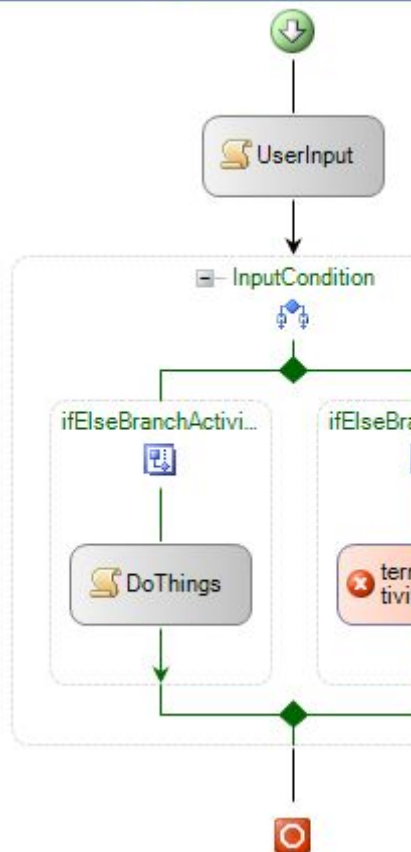 UserInput
InputCondition
ifElseBranchActivi...
ifElseBra
DoThings
term
tivi